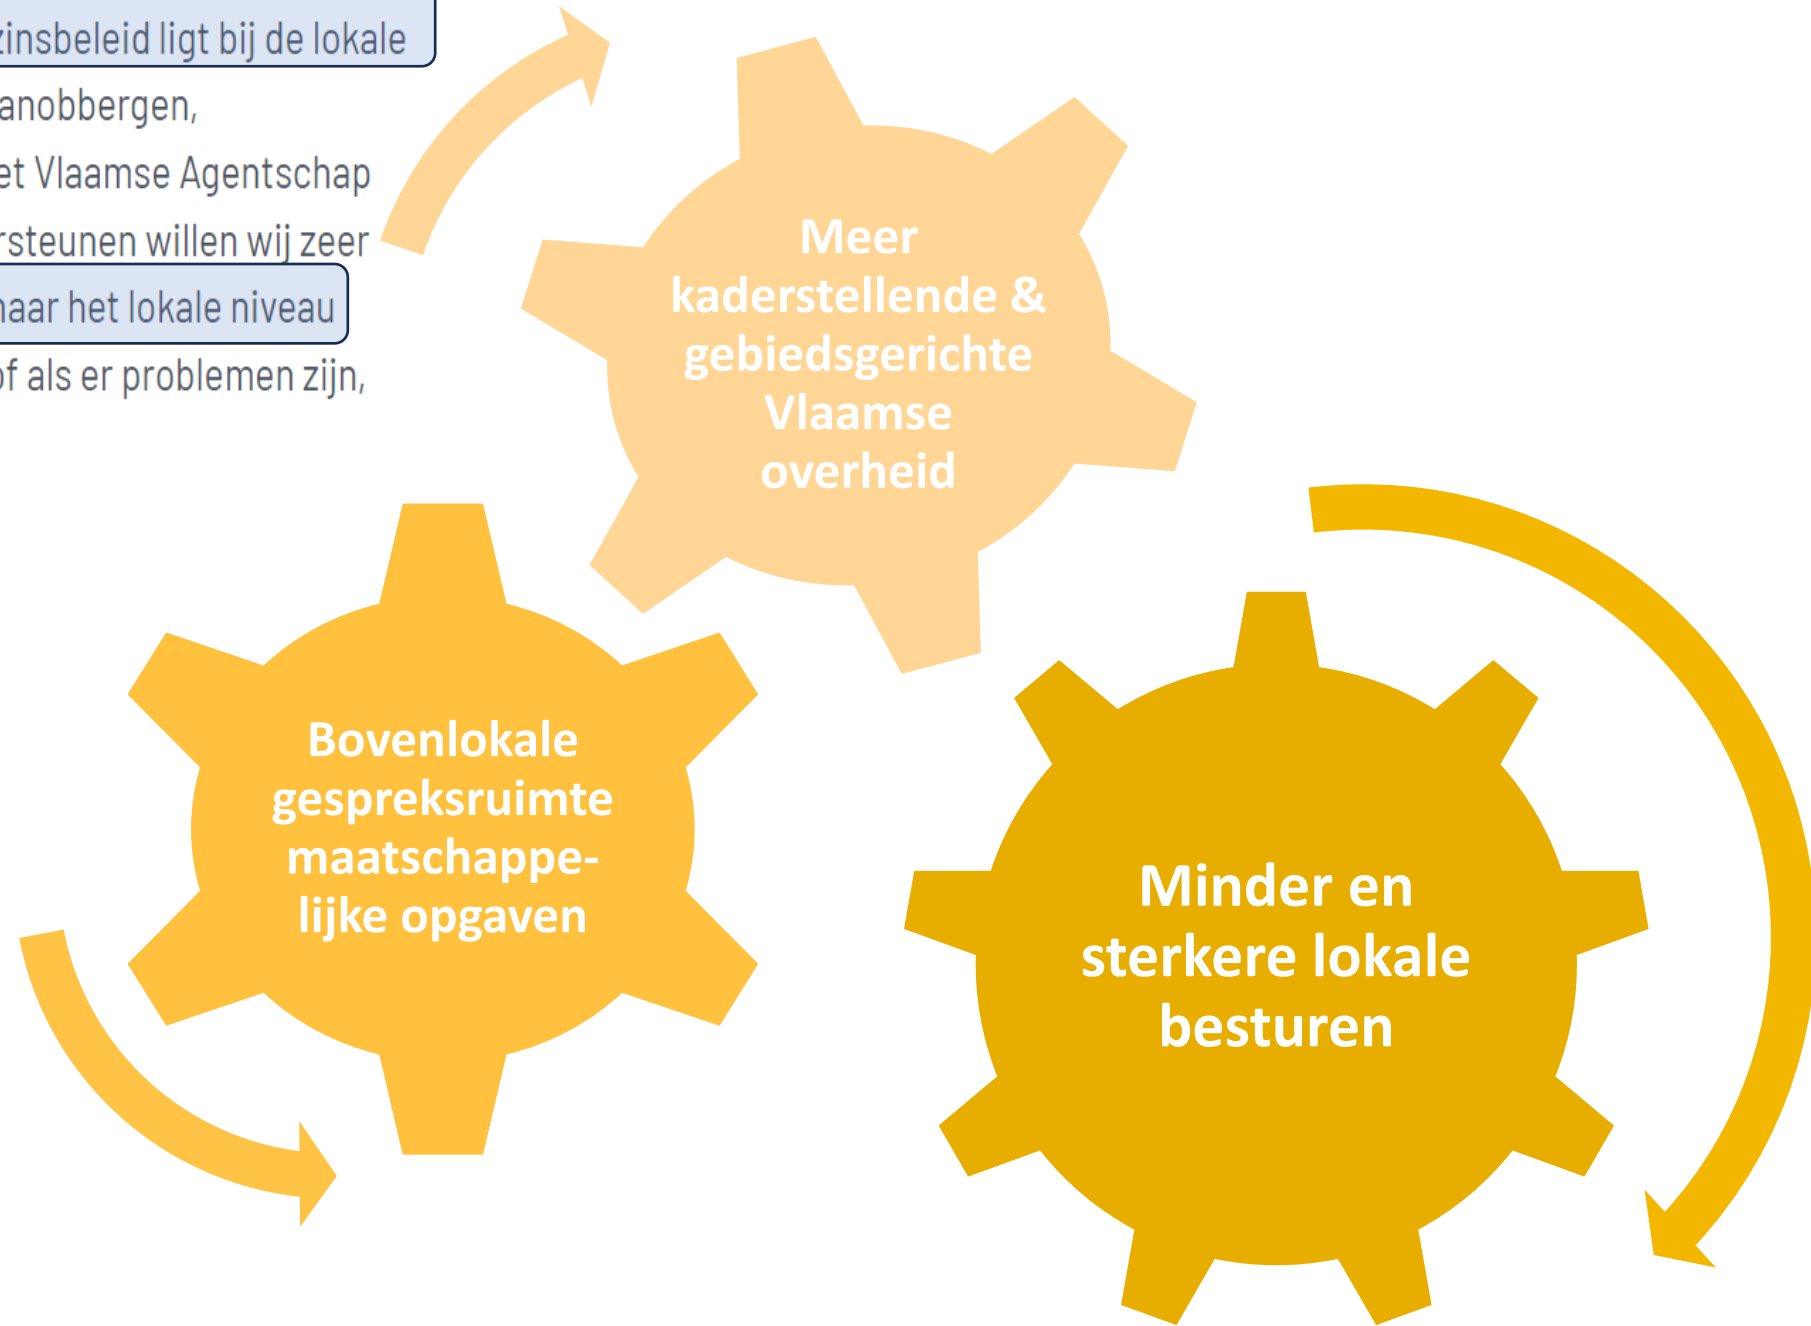 zinsbeleid ligt bij de lokale
anobbergen,
et Vlaamse Agentschap
rsteunen willen wij zeer
naar het lokale niveau
of als er problemen zijn,
Meer
kaderstellende &
gebiedsgerichte
Vlaamse
overheid
Bovenlokale
gespreksruimte
maatschappe-
lijke opgaven
Minder en
sterkere lokale
besturen